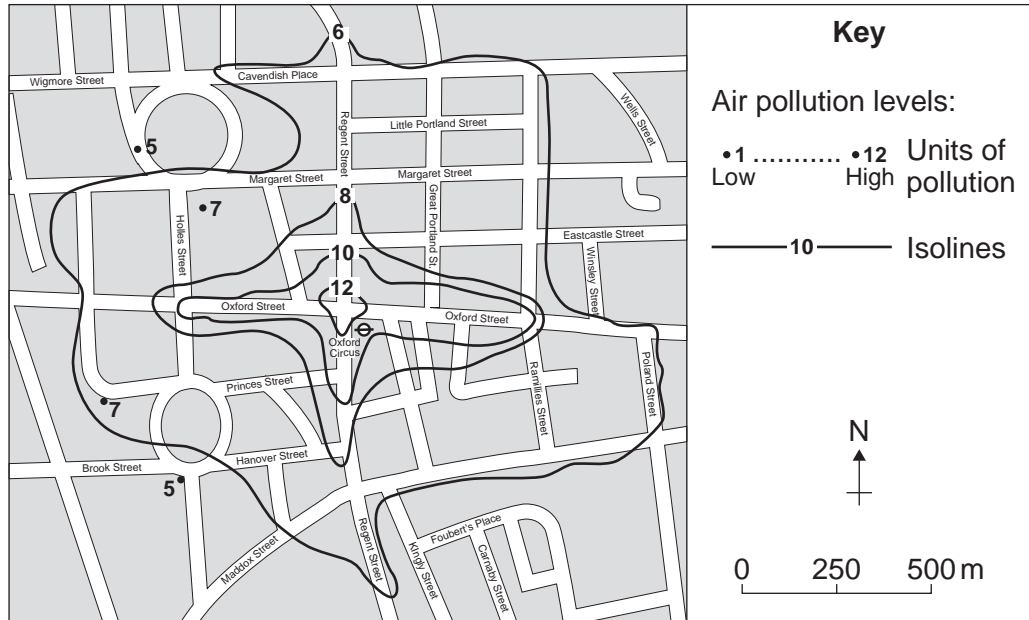 6
Wigmore Street
Cavendish Place
Wells Street
Regent Street
Little Portland Street
5
Margaret Street
Margaret Street
8
7
Holles Street
Great Portland St.
Eastcastle Street
Winsley Street
10
12
Oxford Street
Oxford Street
Oxford
Circus
Princes Street
Ramillies Street
Poland Street
7
Brook Street
Hanover Street
5
Maddox Street
Regent Street
Kingly Street
Foubert's Place
Carnaby Street
Key
Air pollution levels:
•1 ........... •12 Units of
Low High pollution
10 Isolines
N
0 250 500 m